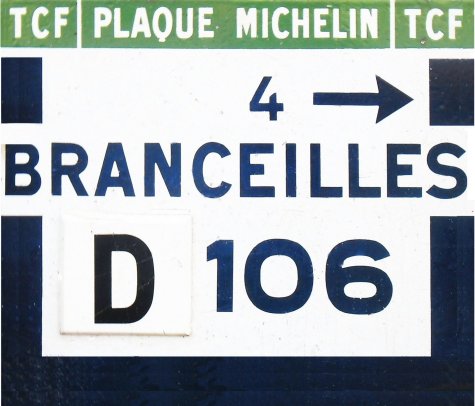 TCF PLAQUE MICHELIN TCF
4
BRANCEILLES
D 106